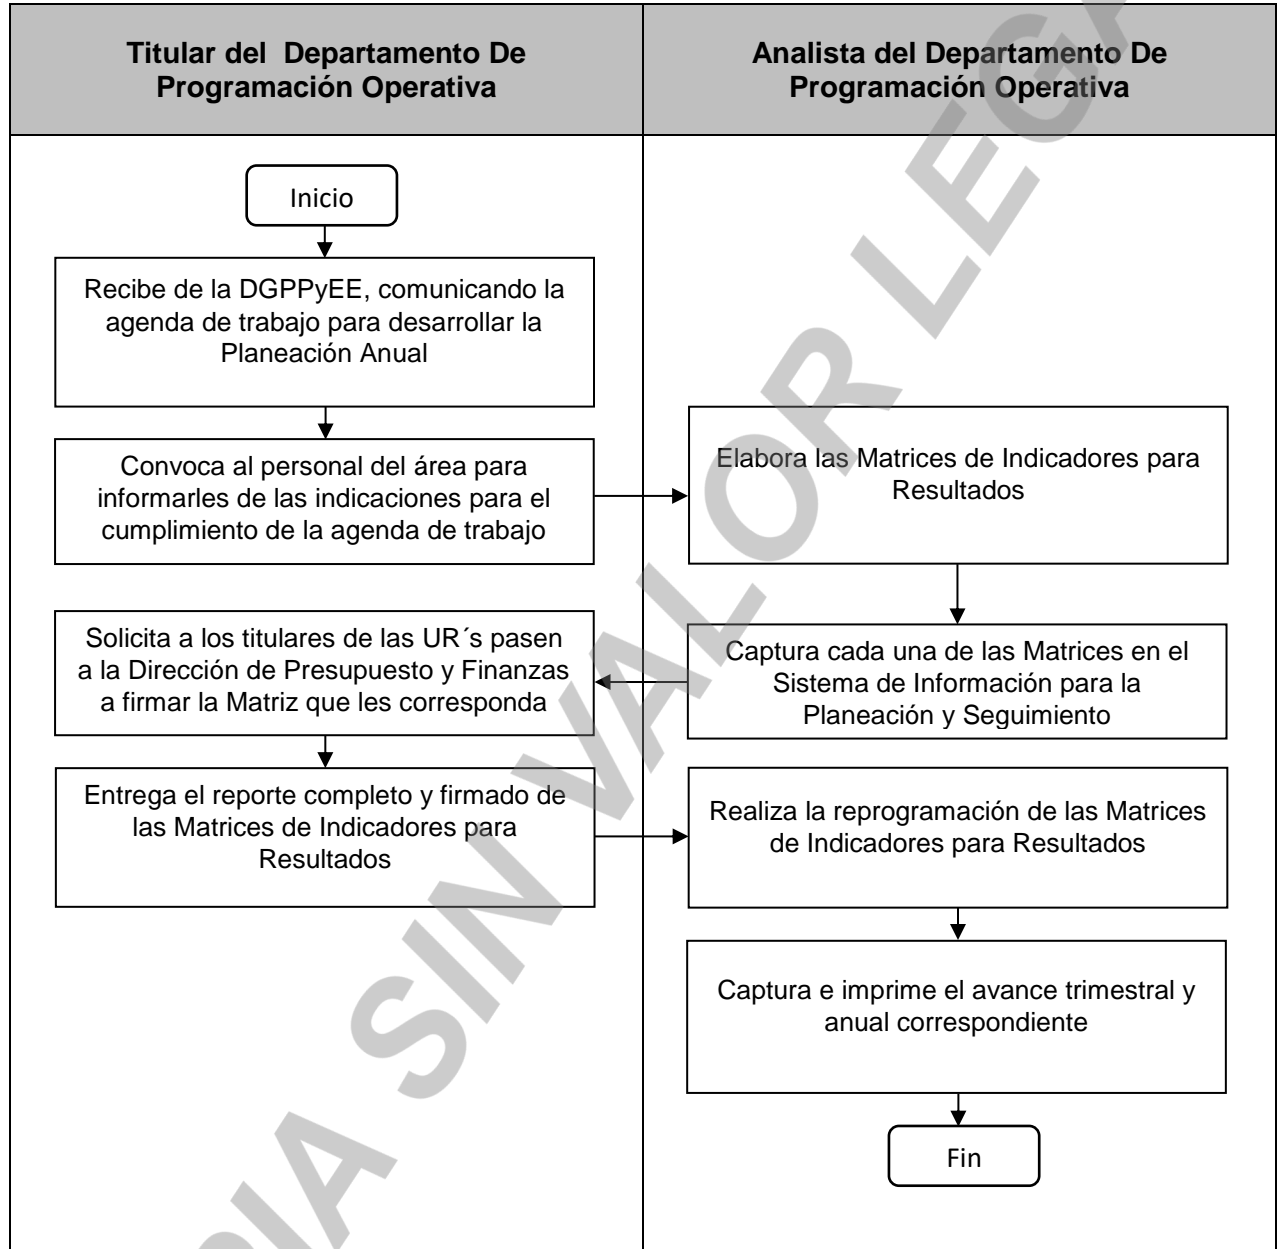 Titular del  Departamento De
Programación Operativa
Analista del Departamento De
Programación Operativa
Inicio
Recibe de la DGPPyEE, comunicando la
agenda de trabajo para desarrollar la
Planeación Anual
Convoca al personal del área para
informarles de las indicaciones para el
cumplimiento de la agenda de trabajo
Elabora las Matrices de Indicadores para
Resultados
Captura cada una de las Matrices en el
Sistema de Información para la
Planeación y Seguimiento
Solicita a los titulares de las UR´s pasen
a la Dirección de Presupuesto y Finanzas
a firmar la Matriz que les corresponda
Entrega el reporte completo y firmado de
las Matrices de Indicadores para
Resultados
Realiza la reprogramación de las Matrices
de Indicadores para Resultados
Captura e imprime el avance trimestral y
anual correspondiente
Fin
SIN VALOR